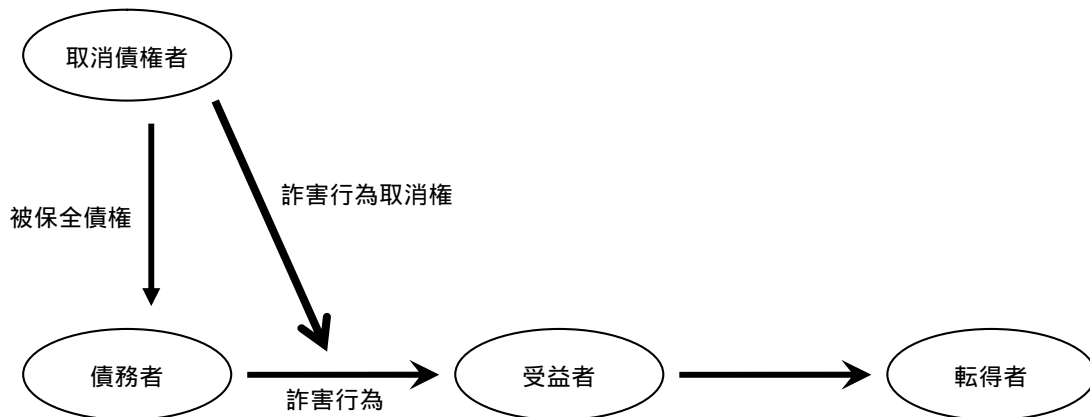 取消債権者
詐害行為取消権
被保全債権
債務者
詐害行為
受益者
転得者